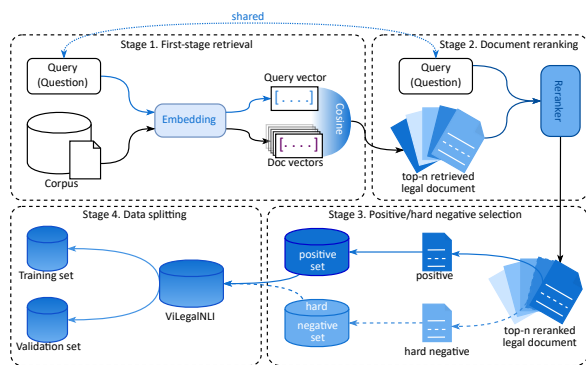 shared
Stage 1. First-stage retrieval
Query
(Question)
Corpus
Embedding
Query vector
[....]
[....]
Doc vectors
Cosine
Stage 2. Document reranking
Query
(Question)
Reranker
top-n retrieved
legal document
Stage 4. Data splitting
Training set
Validation set
ViLegalNLI
Stage 3. Positive/hard negative selection
positive
set
positive
hard
negative
set
hard negative
top-n reranked
legal document